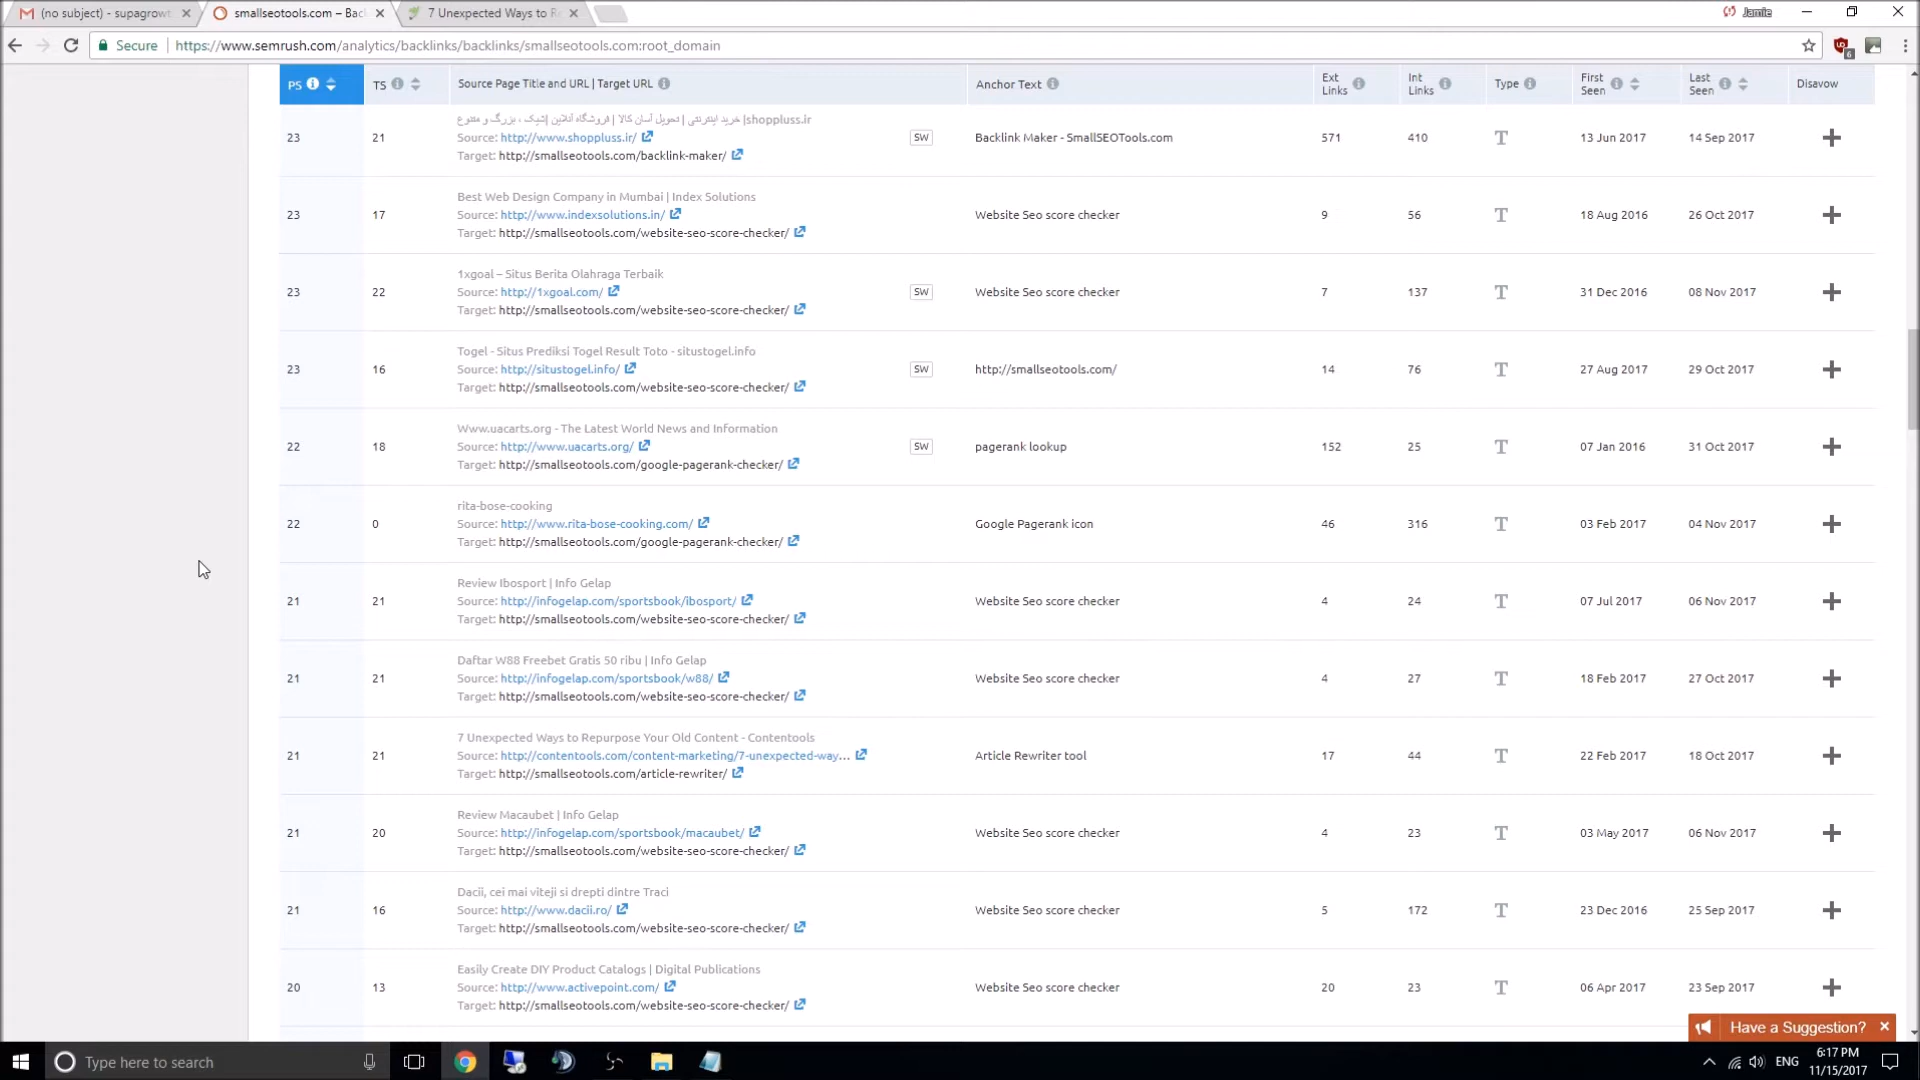 (no subject) - supagrowt
smallseotools.com – Back
7 Unexpected Ways to Re
Jamie
Secure
https://www.semrush.com/analytics/backlinks/backlinks/smallseotools.com:root_domain
6
PS TS Source Page Title and URL | Target URL Anchor Text Ext Links Int Links Type First Seen Last Seen Disavow
خرید اینترنتی | تحویل آسان کالا | فروشگاه آنلاین |شیک ، بزرگ و متنوع |shoppluss.ir
23 21 Source: http://www.shoppluss.ir/ SW Backlink Maker - SmallSEOTools.com 571 410 T 13 Jun 2017 14 Sep 2017
Target: http://smallseotools.com/backlink-maker/
Best Web Design Company in Mumbai | Index Solutions
23 17 Source: http://www.indexsolutions.in/ Website Seo score checker 9 56 T 18 Aug 2016 26 Oct 2017
Target: http://smallseotools.com/website-seo-score-checker/
1xgoal – Situs Berita Olahraga Terbaik
23 22 Source: http://1xgoal.com/ SW Website Seo score checker 7 137 T 31 Dec 2016 08 Nov 2017
Target: http://smallseotools.com/website-seo-score-checker/
Togel - Situs Prediksi Togel Result Toto - situstogel.info
23 16 Source: http://situstogel.info/ SW http://smallseotools.com/ 14 76 T 27 Aug 2017 29 Oct 2017
Target: http://smallseotools.com/website-seo-score-checker/
Www.uacarts.org - The Latest World News and Information
22 18 Source: http://www.uacarts.org/ SW pagerank lookup 152 25 T 07 Jan 2016 31 Oct 2017
Target: http://smallseotools.com/google-pagerank-checker/
rita-bose-cooking
22 0 Source: http://www.rita-bose-cooking.com/ Google Pagerank icon 46 316 T 03 Feb 2017 04 Nov 2017
Target: http://smallseotools.com/google-pagerank-checker/
Review Ibosport | Info Gelap
21 21 Source: http://infogelap.com/sportsbook/ibosport/ Website Seo score checker 4 24 T 07 Jul 2017 06 Nov 2017
Target: http://smallseotools.com/website-seo-score-checker/
Daftar W88 Freebet Gratis 50 ribu | Info Gelap
21 21 Source: http://infogelap.com/sportsbook/w88/ Website Seo score checker 4 27 T 18 Feb 2017 27 Oct 2017
Target: http://smallseotools.com/website-seo-score-checker/
7 Unexpected Ways to Repurpose Your Old Content - Contentools
21 21 Source: http://contentools.com/content-marketing/7-unexpected-way... Article Rewriter tool 17 44 T 22 Feb 2017 18 Oct 2017
Target: http://smallseotools.com/article-rewriter/
Review Macaubet | Info Gelap
21 20 Source: http://infogelap.com/sportsbook/macaubet/ Website Seo score checker 4 23 T 03 May 2017 06 Nov 2017
Target: http://smallseotools.com/website-seo-score-checker/
Dacii, cei mai viteji si drepti dintre Traci
21 16 Source: http://www.dacii.ro/ Website Seo score checker 5 172 T 23 Dec 2016 25 Sep 2017
Target: http://smallseotools.com/website-seo-score-checker/
Easily Create DIY Product Catalogs | Digital Publications
20 13 Source: http://www.activepoint.com/ Website Seo score checker 20 23 T 06 Apr 2017 23 Sep 2017
Target: http://smallseotools.com/website-seo-score-checker/
Have a Suggestion?
Type here to search
ENG
6:17 PM
11/15/2017